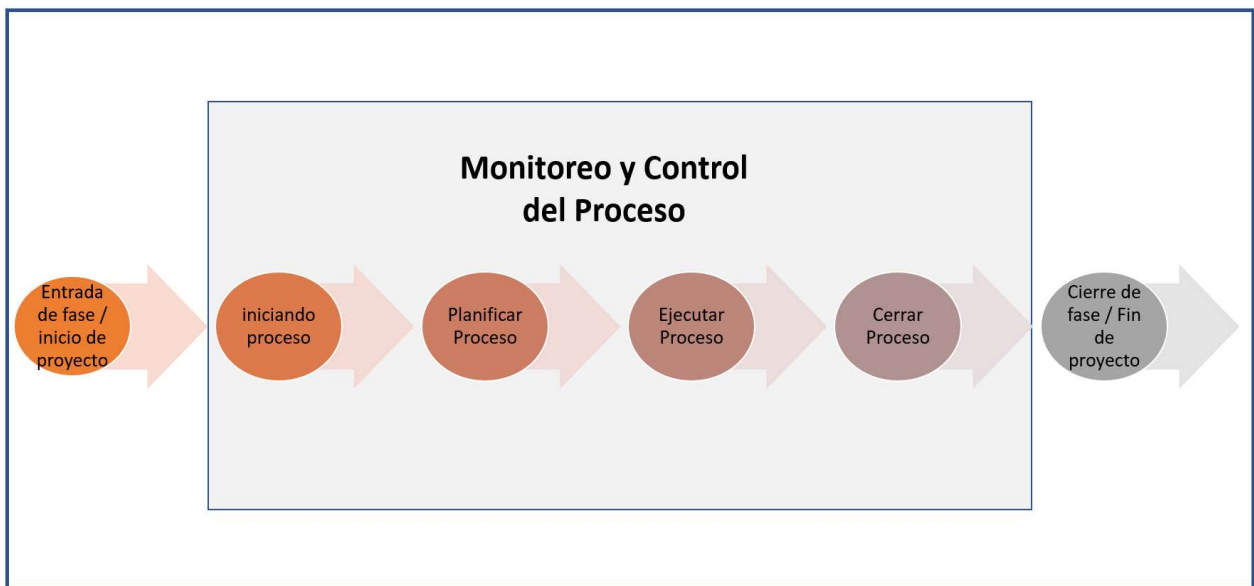 Monitoreo y Control
del Proceso
Entrada
de fase /
inicio de
proyecto
iniciando
proceso
Planificar
Proceso
Ejecutar
Proceso
Cerrar
Proceso
Cierre de
fase / Fin
de
proyecto